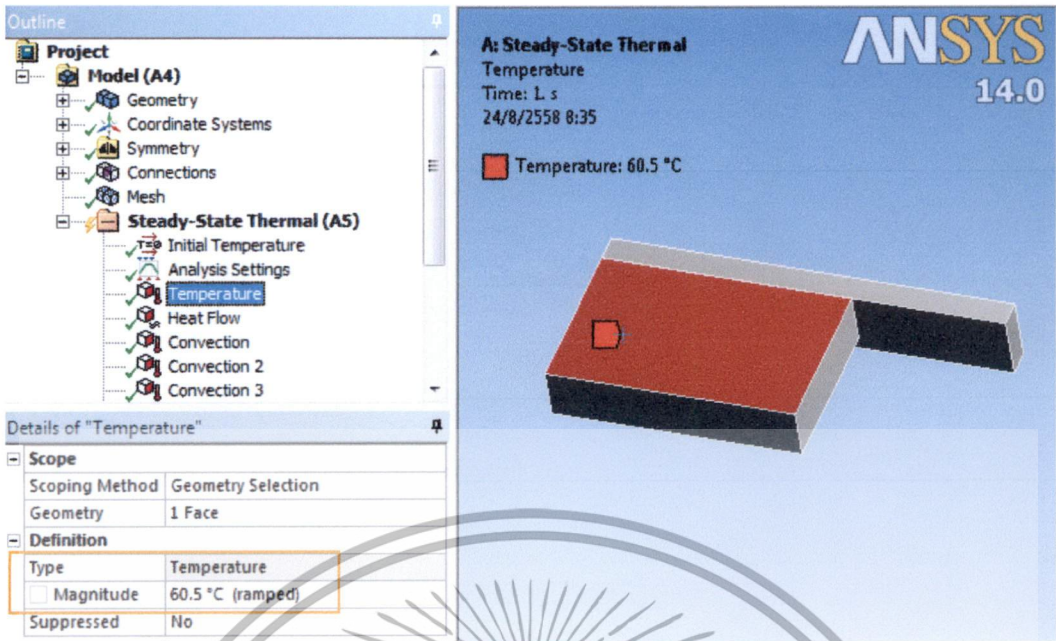 Outline
Project
Model (A4)
Geometry
Coordinate Systems
Symmetry
Connections
Mesh
Steady-State Thermal (A5)
T=0 Initial Temperature
Analysis Settings
Temperature
Heat Flow
Convection
Convection 2
Convection 3
Details of "Temperature"
Scope
Scoping Method Geometry Selection
Geometry 1 Face
Definition
Type Temperature
Magnitude 60.5 °C (ramped)
Suppressed No
A: Steady-State Thermal
Temperature
Time: 1. s
24/8/2558 8:35
Temperature: 60.5 °C
ANSYS
14.0